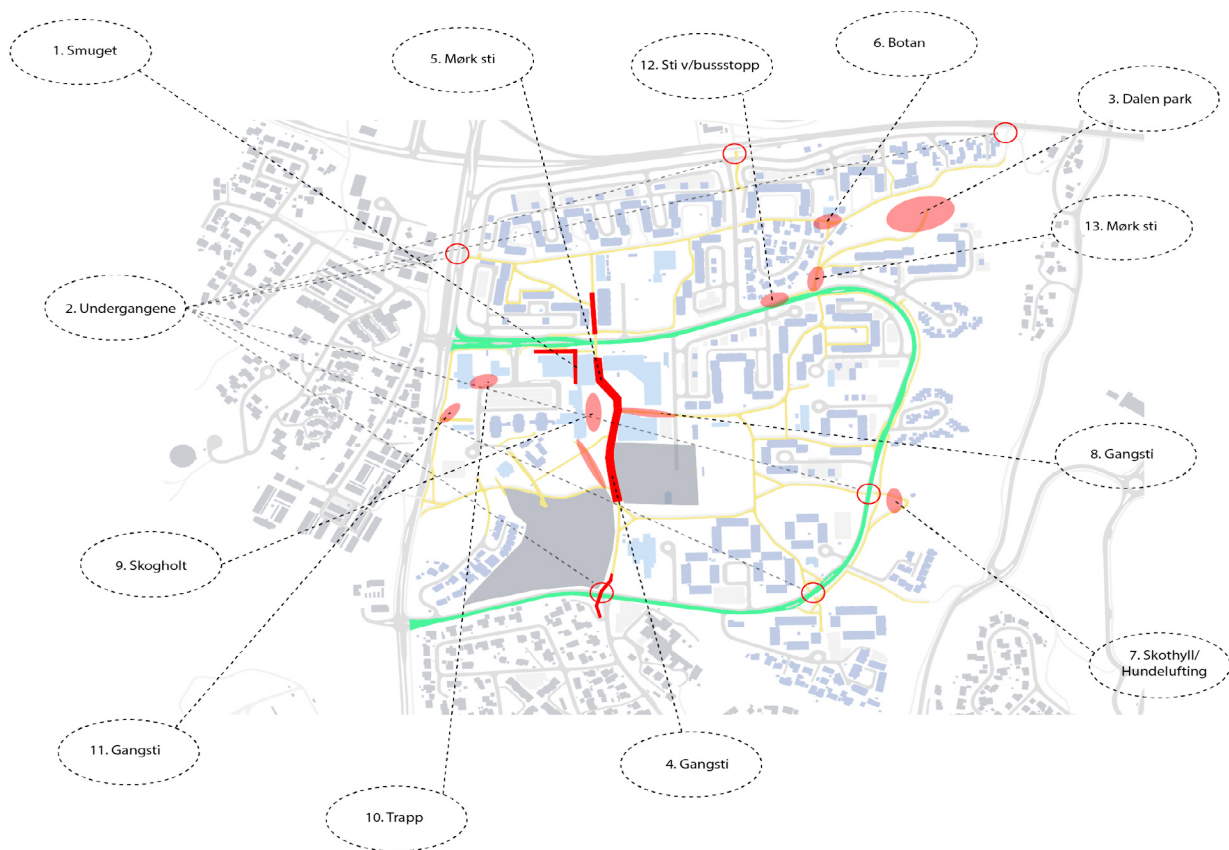 1. Smuget
5. Mørk sti
12. Sti v/bussstopp
6. Botan
3. Dalen park
13. Mørk sti
2. Undergangene
8. Gangsti
9. Skogholt
7. Skothyll/
Hundelufting
11. Gangsti
4. Gangsti
10. Trapp